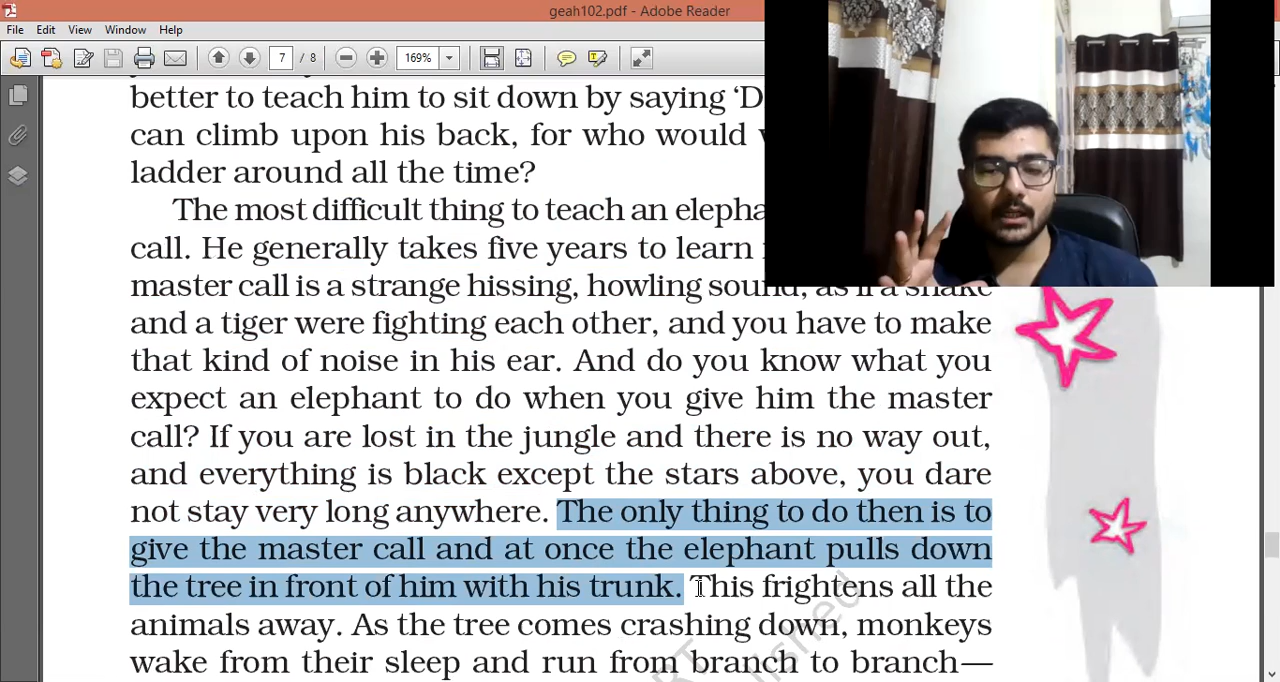 geah102.pdf - Adobe Reader
File Edit View Window Help
7 / 8 169%
better to teach him to sit down by saying ‘D
can climb upon his back, for who would
ladder around all the time?
The most difficult thing to teach an elepha
call. He generally takes five years to learn
master call is a strange hissing, howling sound, as if a snake
and a tiger were fighting each other, and you have to make
that kind of noise in his ear. And do you know what you
expect an elephant to do when you give him the master
call? If you are lost in the jungle and there is no way out,
and everything is black except the stars above, you dare
not stay very long anywhere. The only thing to do then is to
give the master call and at once the elephant pulls down
the tree in front of him with his trunk. This frightens all the
animals away. As the tree comes crashing down, monkeys
wake from their sleep and run from branch to branch—